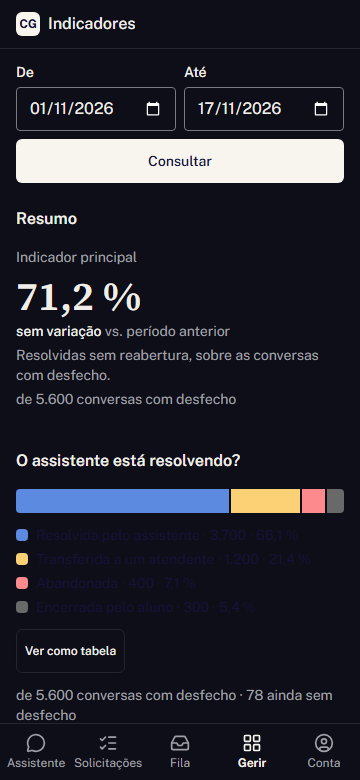 CG Indicadores
De
Até
01/11/2026
17/11/2026
Consultar
Resumo
Indicador principal
71,2 %
sem variação vs. período anterior
Resolvidas sem reabertura, sobre as conversas
com desfecho.
de 5.600 conversas com desfecho
O assistente está resolvendo?
Resolvida pelo assistente · 3.700 · 66,1 %
Transferida a um atendente · 1.200 · 21,4 %
Abandonada · 400 · 7,1 %
Encerrada pelo aluno · 300 · 5,4 %
Ver como tabela
de 5.600 conversas com desfecho · 78 ainda sem
desfecho
Assistente
Solicitações
Fila
Gerir
Conta